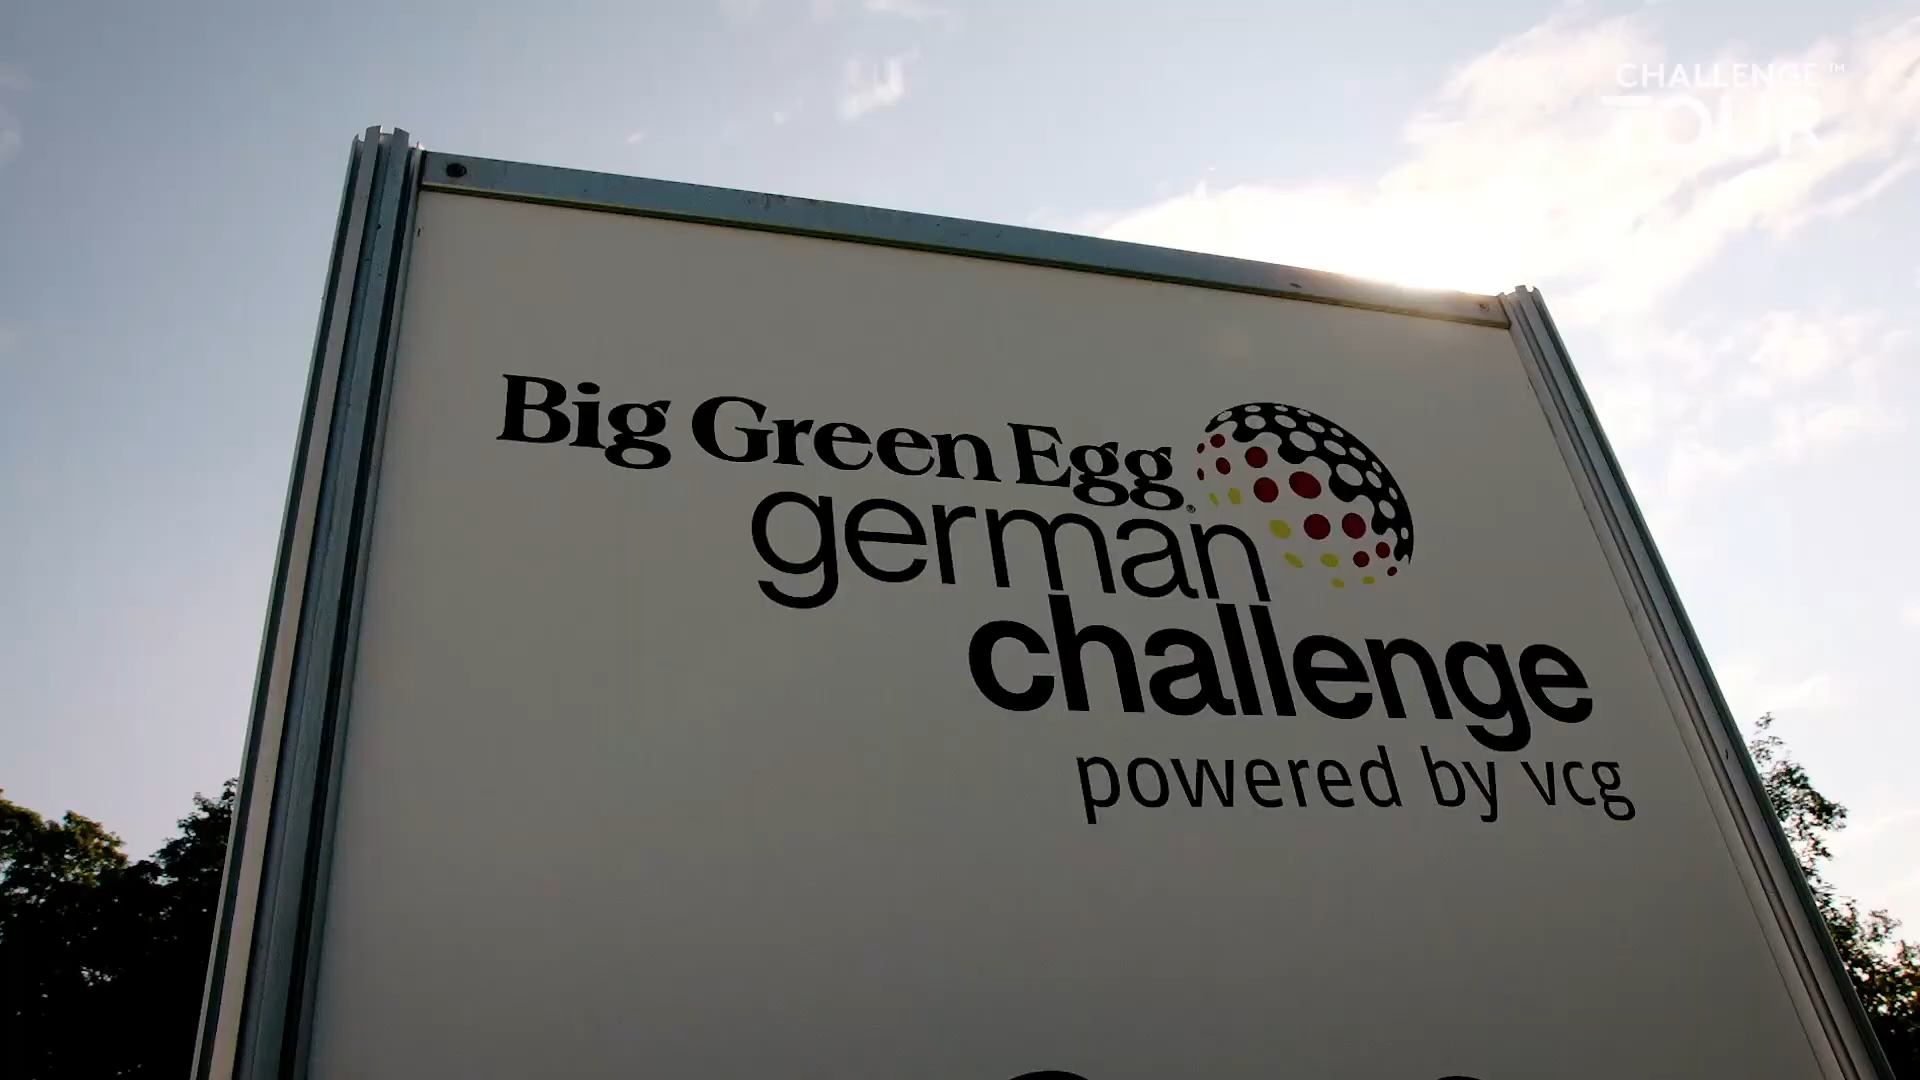 CHALLENGE™
TOUR
Big Green Egg®
german
challenge
powered by vcg